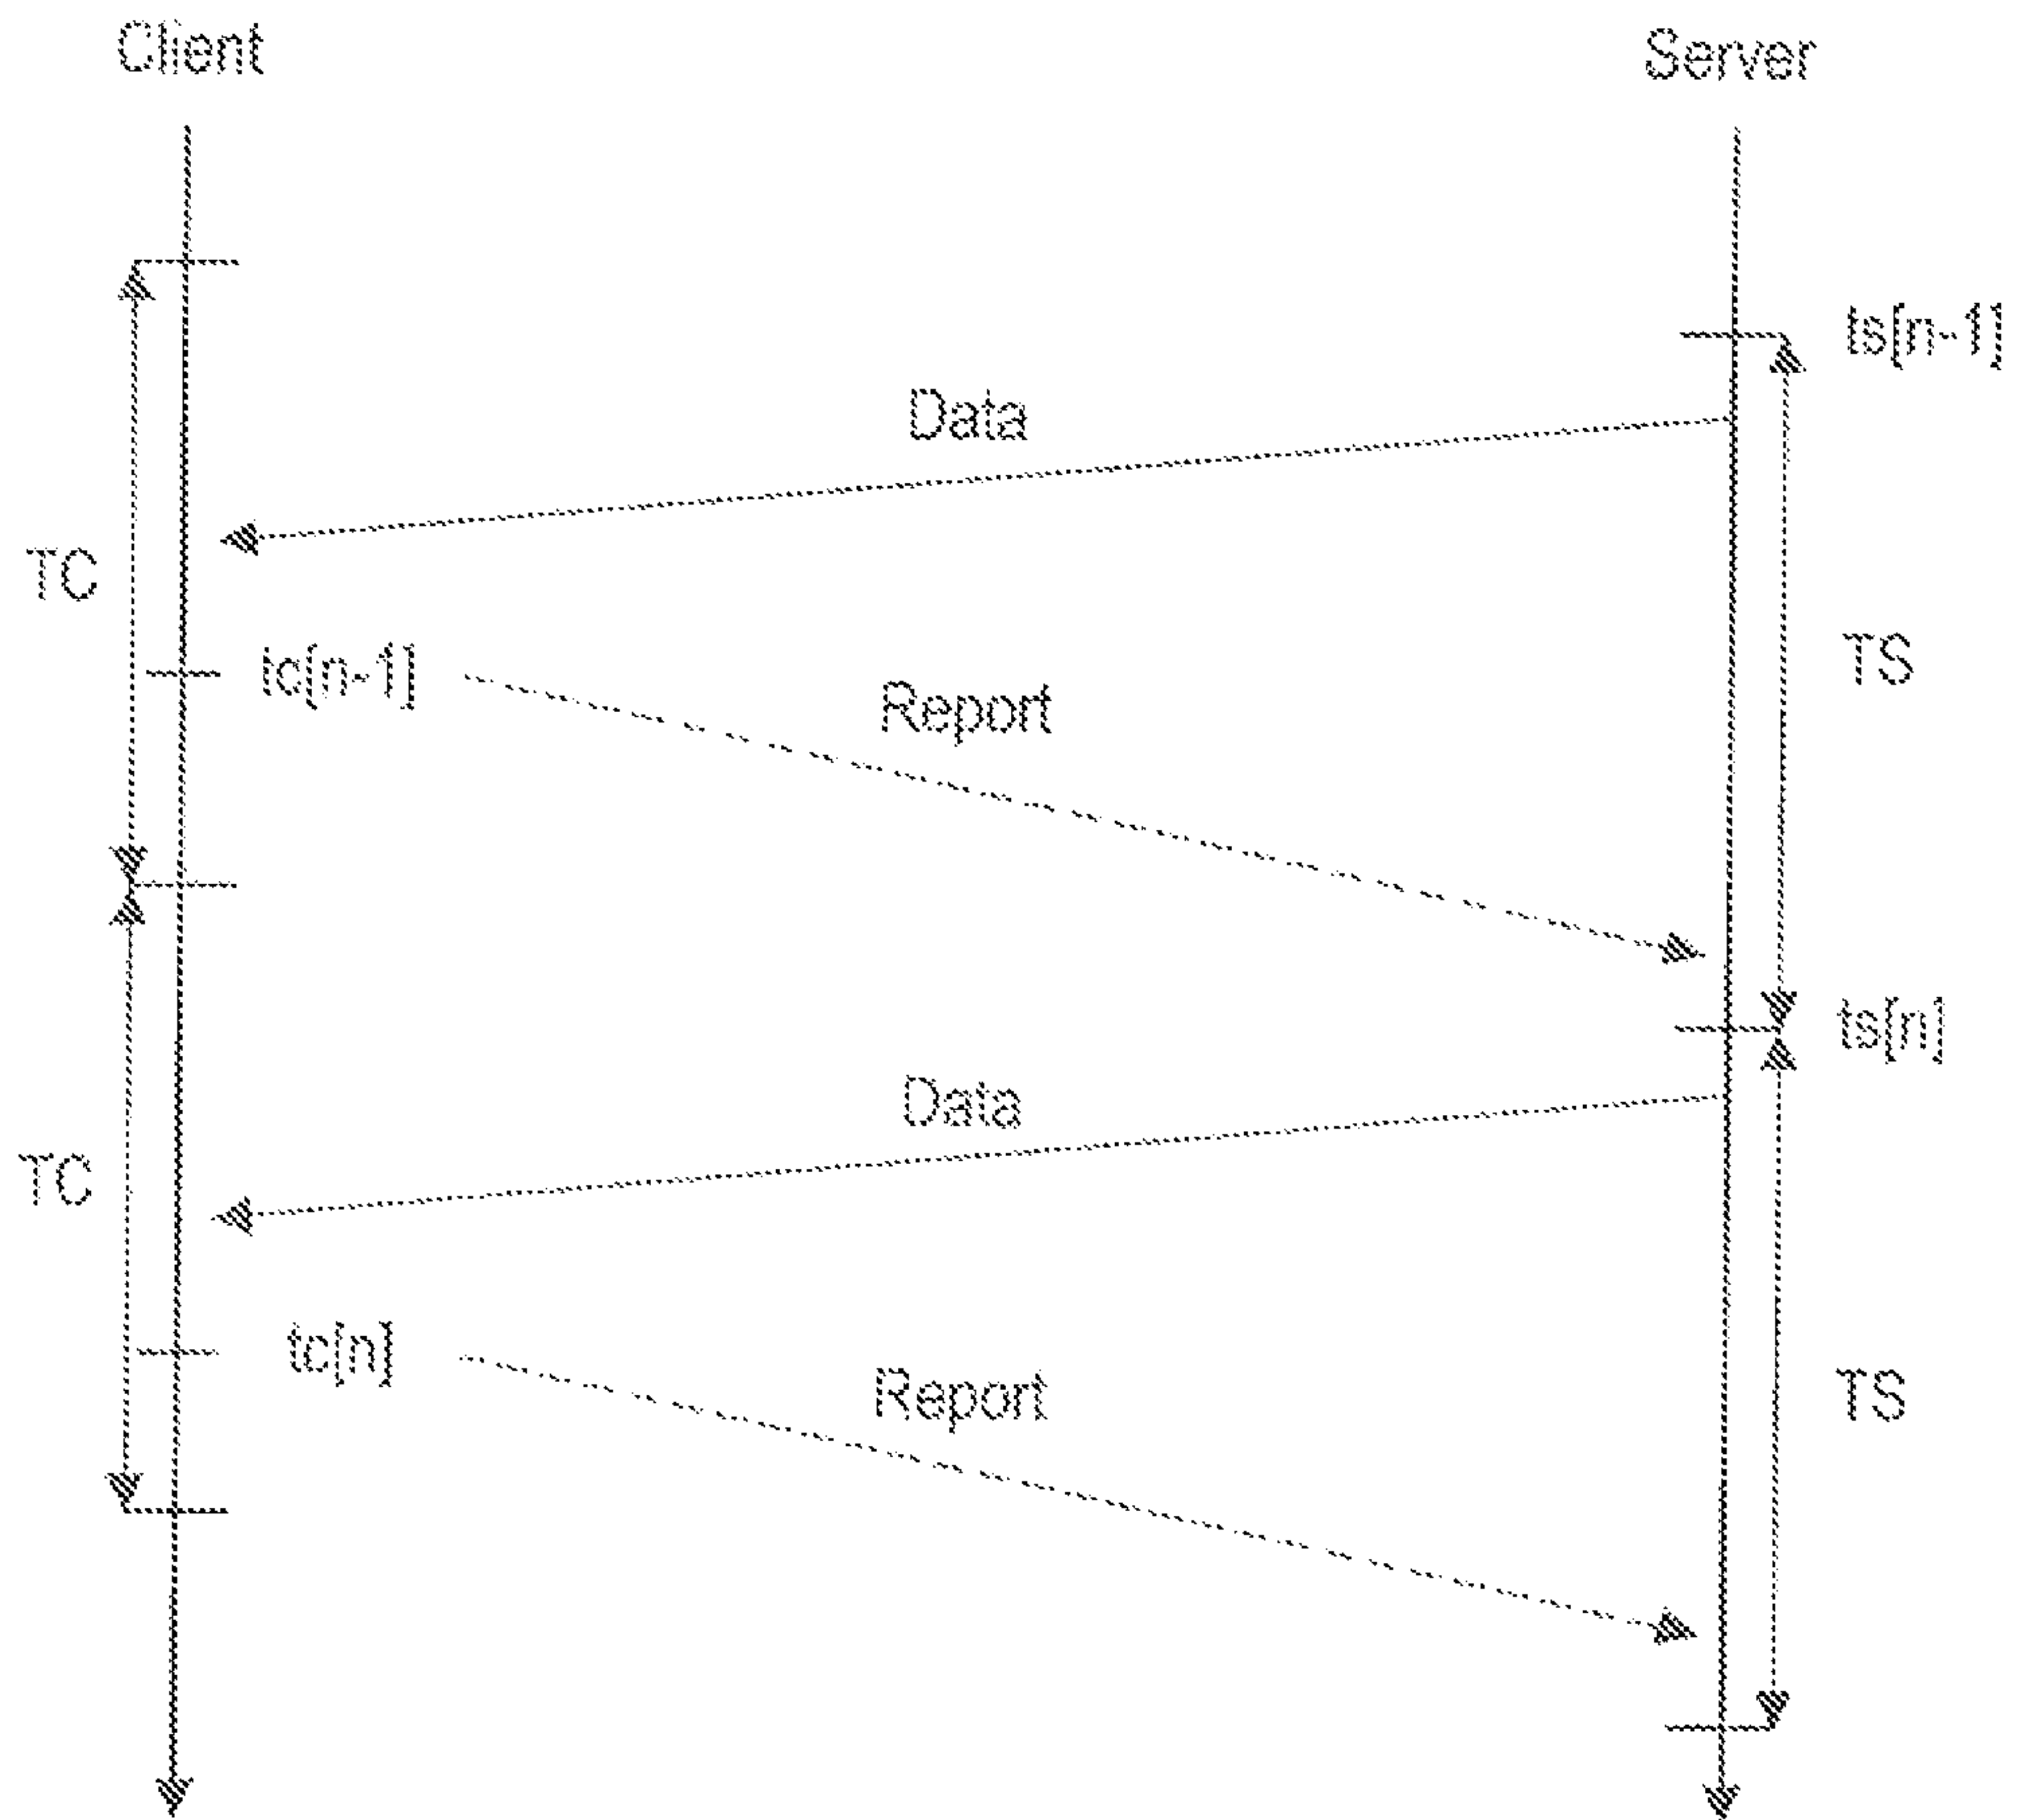 Client
Server
ts[n-1]
Data
TC
tc[n-1]
Report
TS
ts[n]
Data
TC
tc[n]
Report
TS